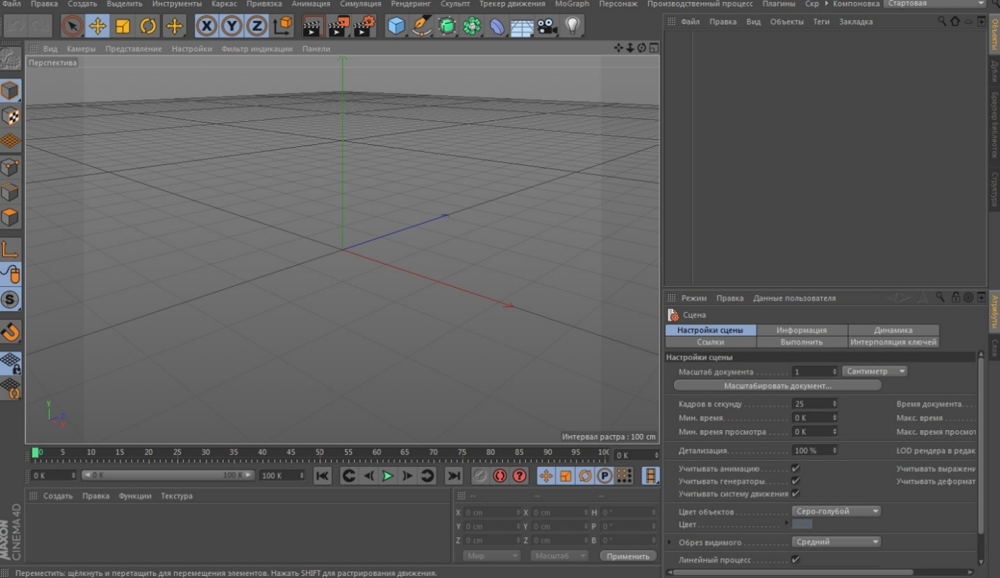 Файл Правка Создать Выделить Инструменты Каркас Привязка Анимация Симуляция Рендеринг Скульпт Трекер движения MoGraph Персонаж Производственный процесс Плагины Скр Компоновка Стартовая
X Y Z
Файл Правка Вид Объекты Теги Закладка
Объекты
Дубли
Браузер библиотек
Структура
Вид Камеры Представление Настройки Фильтр индикации Панели
Перспектива
S
Y
Z
X
Интервал растра : 100 cm
0 5 10 15 20 25 30 35 40 45 50 55 60 65 70 75 80 85 90 95 100 0 K
0 K 0 K 100 K 100 K ? P
Создать Правка Функции Текстура
-- -- --
X 0 cm X 0 cm H 0 °
Y 0 cm Y 0 cm P 0 °
Z 0 cm Z 0 cm B 0 °
Мир Масштаб Применить
MAXON
CINEMA 4D
Режим Правка Данные пользователя
Атрибуты
Слои
Сцена
Настройки сцены Информация Динамика
Ссылки Выполнить Интерполяция ключей
Настройки сцены
Масштаб документа . . . . . . . 1 Сантиметр
Масштабировать документ...
Кадров в секунду . . . . . . . . . . 25 Время документа. . .
Мин. время. . . . . . . . . . . . . . . 0 K Макс. время . . . . . .
Мин. время просмотра . . . . . 0 K Макс. время просмот
Детализация. . . . . . . . . . . . . . 100 % LOD рендера в редак
Учитывать анимацию. . . . . . ✔ Учитывать выражени
Учитывать генераторы. . . . . ✔ Учитывать деформат
Учитывать систему движения ✔
Цвет объектов . . . . . . . . . . . . Серо-голубой
Цвет. . . . . . . . . . . . . . . . . . . .
Обрез видимого . . . . . . . . . . Средний
Линейный процесс . . . . . . . . ✔
Переместить: щёлкнуть и перетащить для перемещения элементов. Нажать SHIFT для растрирования движения.